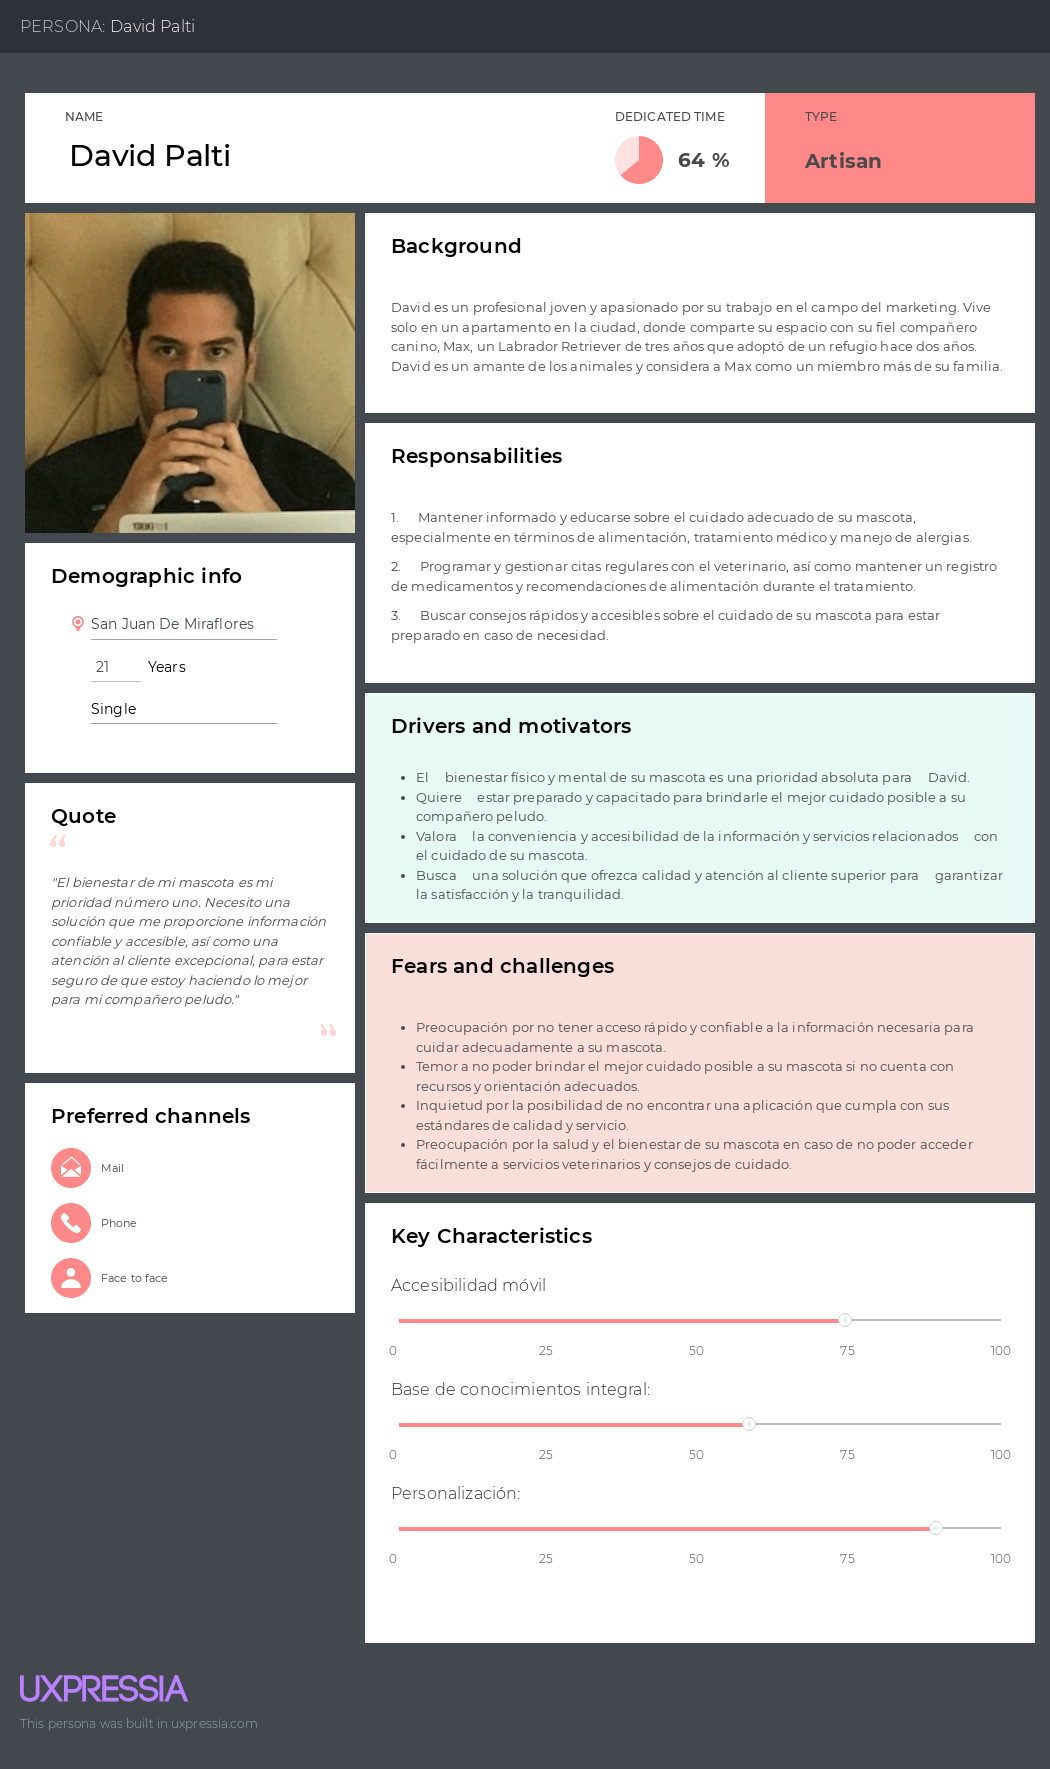 PERSONA: David Palti
NAME
David Palti
DEDICATED TIME
64 %
TYPE
Artisan
Demographic info
San Juan De Miraflores
21 Years
Single
Quote
“
"El bienestar de mi mascota es mi
prioridad número uno. Necesito una
solución que me proporcione información
confiable y accesible, así como una
atención al cliente excepcional, para estar
seguro de que estoy haciendo lo mejor
para mi compañero peludo."
”
Preferred channels
Mail
Phone
Face to face
Background
David es un profesional joven y apasionado por su trabajo en el campo del marketing. Vive
solo en un apartamento en la ciudad, donde comparte su espacio con su fiel compañero
canino, Max, un Labrador Retriever de tres años que adoptó de un refugio hace dos años.
David es un amante de los animales y considera a Max como un miembro más de su familia.
Responsabilities
1. Mantener informado y educarse sobre el cuidado adecuado de su mascota,
especialmente en términos de alimentación, tratamiento médico y manejo de alergias.
2. Programar y gestionar citas regulares con el veterinario, así como mantener un registro
de medicamentos y recomendaciones de alimentación durante el tratamiento.
3. Buscar consejos rápidos y accesibles sobre el cuidado de su mascota para estar
preparado en caso de necesidad.
Drivers and motivators
• El bienestar físico y mental de su mascota es una prioridad absoluta para David.
• Quiere estar preparado y capacitado para brindarle el mejor cuidado posible a su
compañero peludo.
• Valora la conveniencia y accesibilidad de la información y servicios relacionados con
el cuidado de su mascota.
• Busca una solución que ofrezca calidad y atención al cliente superior para garantizar
la satisfacción y la tranquilidad.
Fears and challenges
• Preocupación por no tener acceso rápido y confiable a la información necesaria para
cuidar adecuadamente a su mascota.
• Temor a no poder brindar el mejor cuidado posible a su mascota si no cuenta con
recursos y orientación adecuados.
• Inquietud por la posibilidad de no encontrar una aplicación que cumpla con sus
estándares de calidad y servicio.
• Preocupación por la salud y el bienestar de su mascota en caso de no poder acceder
fácilmente a servicios veterinarios y consejos de cuidado.
Key Characteristics
Accesibilidad móvil
0 25 50 75 100
Base de conocimientos integral:
0 25 50 75 100
Personalización:
0 25 50 75 100
UXPRESSIA
This persona was built in uxpressia.com